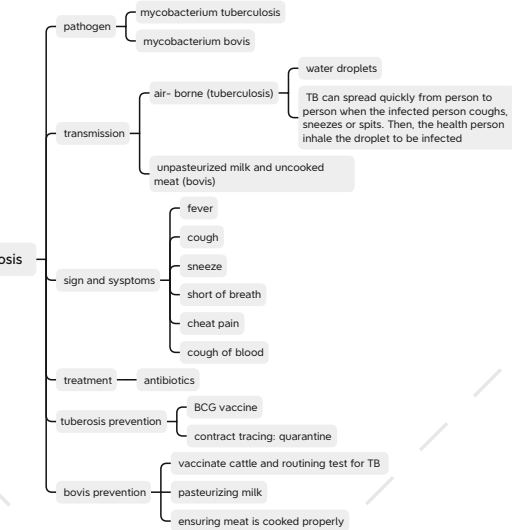 mycobacterium tuberculosis
pathogen
mycobacterium bovis
water droplets
air- borne (tuberculosis)
TB can spread quickly from person to
person when the infected person coughs,
sneezes or spits. Then, the health person
inhale the droplet to be infected
transmission
unpasteurized milk and uncooked
meat (bovis)
fever
cough
osis
sneeze
sign and sysptoms
short of breath
cheat pain
cough of blood
treatment
antibiotics
BCG vaccine
tuberosis prevention
contract tracing: quarantine
vaccinate cattle and routining test for TB
bovis prevention
pasteurizing milk
ensuring meat is cooked properly